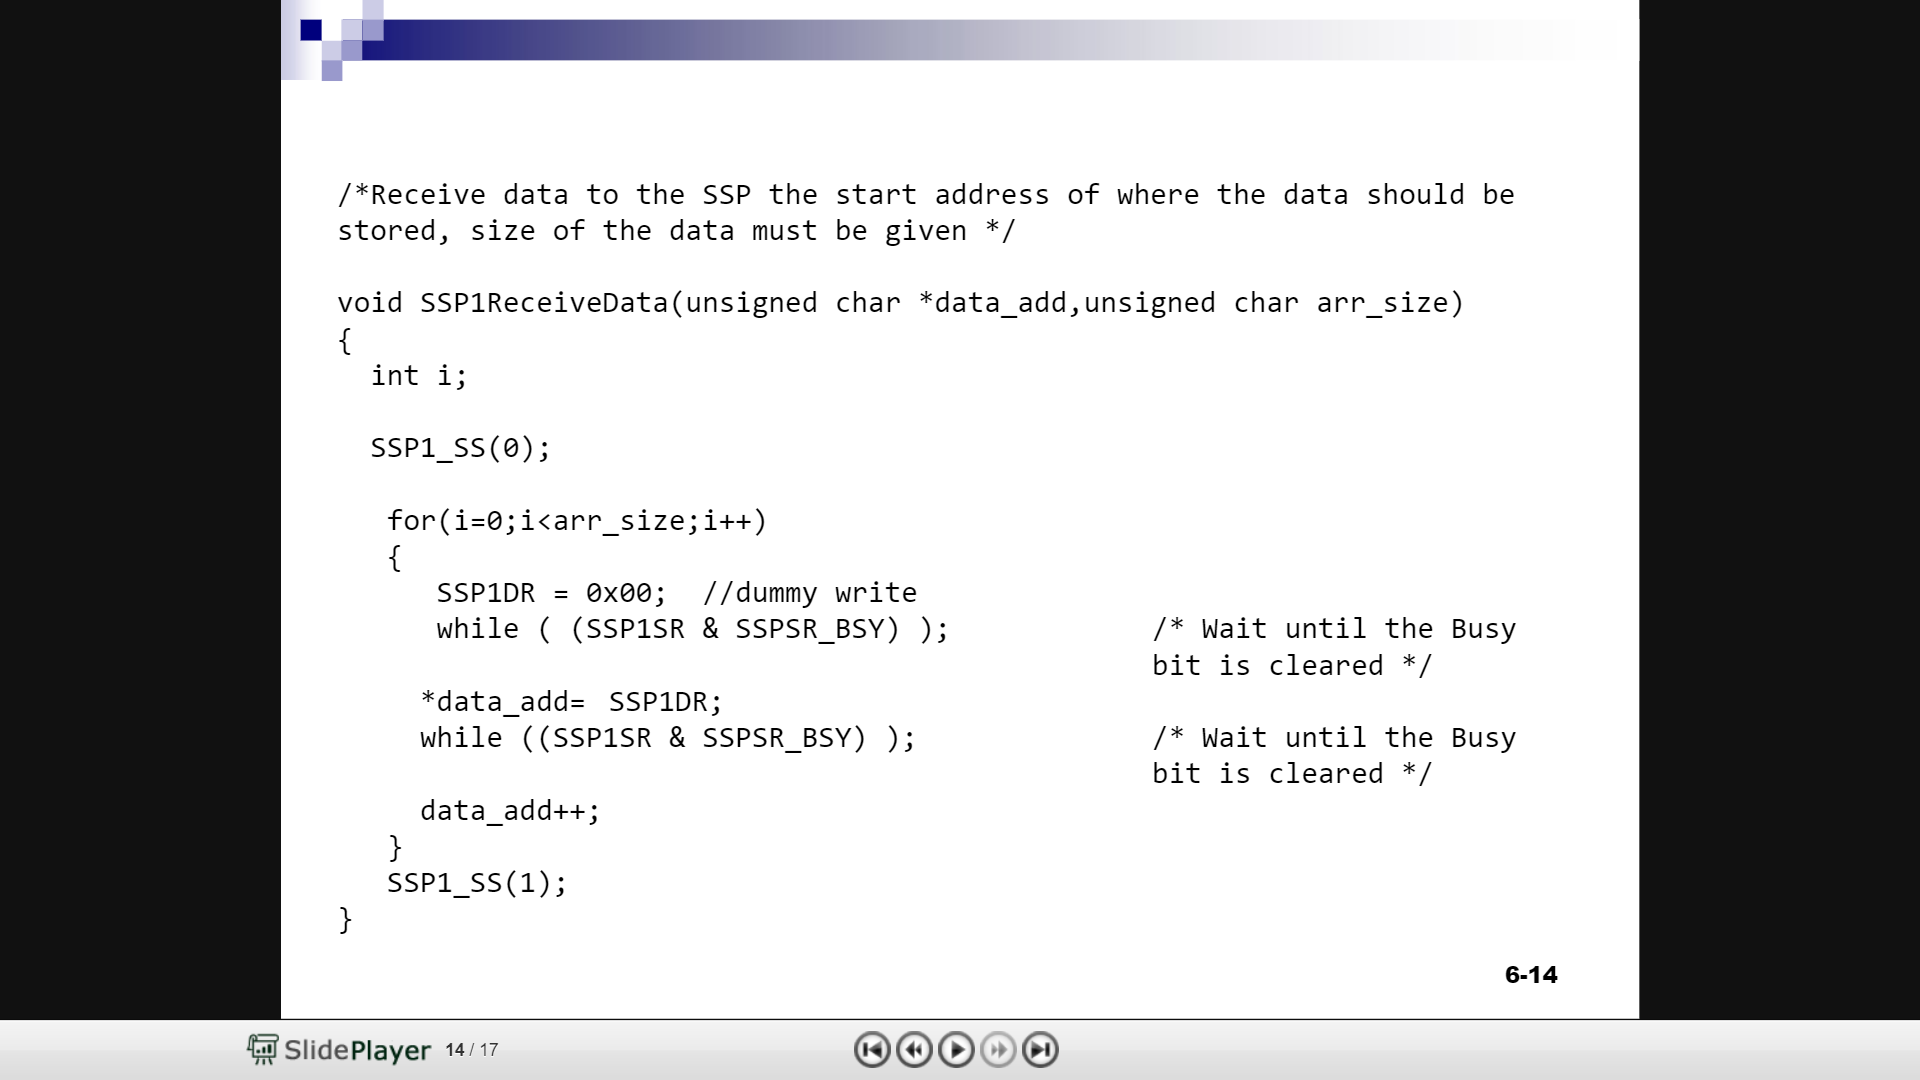 /*Receive data to the SSP the start address of where the data should be
stored, size of the data must be given */
void SSP1ReceiveData(unsigned char *data_add,unsigned char arr_size)
{
int i;
SSP1_SS(0);
for(i=0;i<arr_size;i++)
{
SSP1DR = 0x00; //dummy write
while ( (SSP1SR & SSPSR_BSY) ); /* Wait until the Busy
bit is cleared */
*data_add= SSP1DR;
while ((SSP1SR & SSPSR_BSY) ); /* Wait until the Busy
bit is cleared */
data_add++;
}
SSP1_SS(1);
}
6-14
SlidePlayer 14 / 17